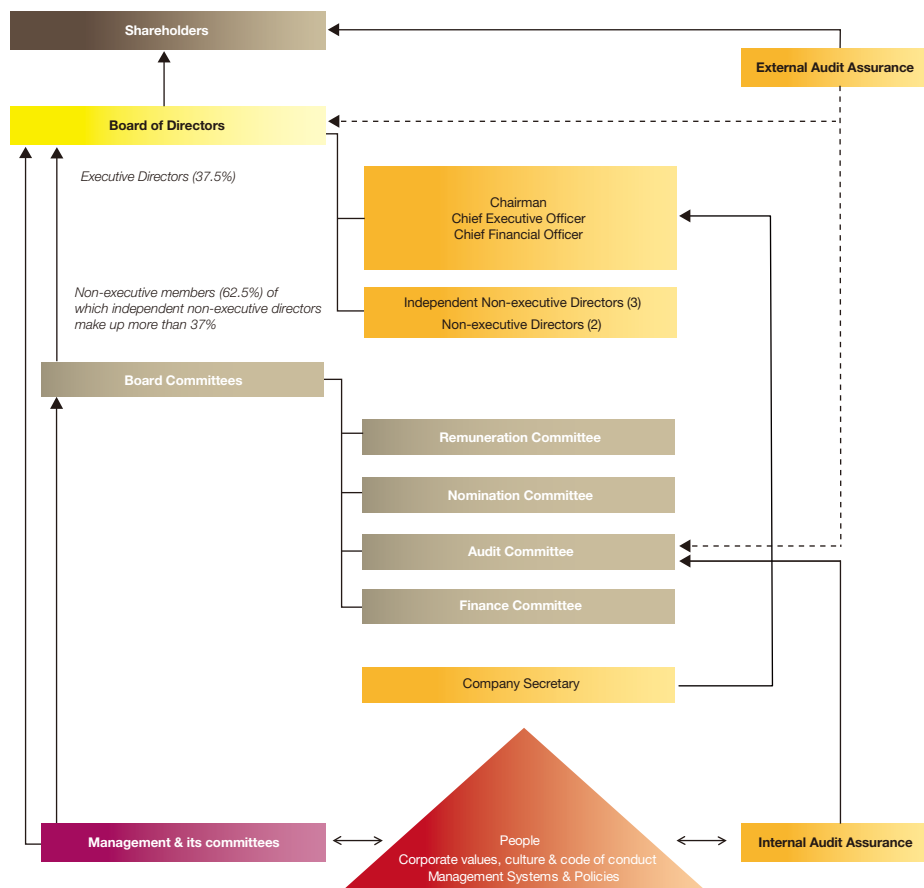 Shareholders
External Audit Assurance
Board of Directors
Executive Directors (37.5%)
Chairman
Chief Executive Officer
Chief Financial Officer
Non-executive members (62.5%) of
which independent non-executive directors
make up more than 37%
Independent Non-executive Directors (3)
Non-executive Directors (2)
Board Committees
Remuneration Committee
Nomination Committee
Audit Committee
Finance Committee
Company Secretary
Management & its committees
People
Corporate values, culture & code of conduct
Management Systems & Policies
Internal Audit Assurance